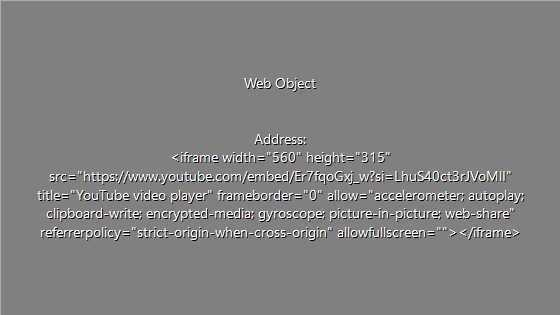 Web Object
Address:
<iframe width="560" height="315"
src="https://www.youtube.com/embed/Er7fqoGxj_w?si=LhuS40ct3rJVoMIl"
title="YouTube video player" frameborder="0" allow="accelerometer; autoplay;
clipboard-write; encrypted-media; gyroscope; picture-in-picture; web-share"
referrerpolicy="strict-origin-when-cross-origin" allowfullscreen=""></iframe>